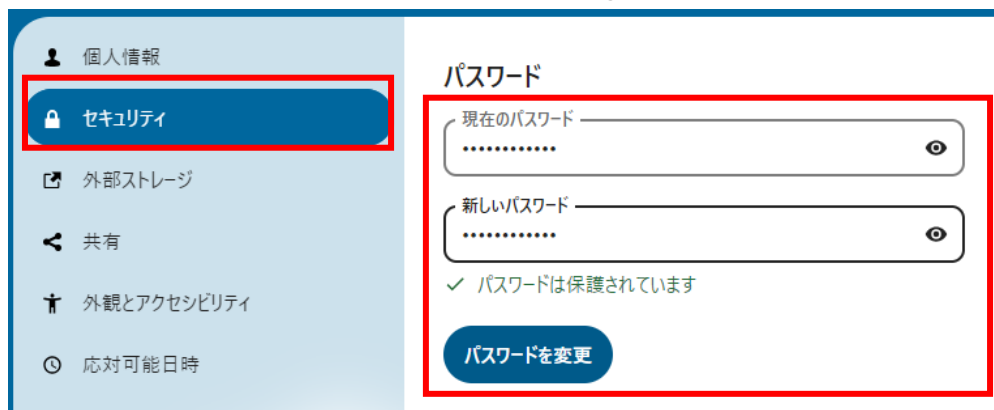 個人情報
セキュリティ
外部ストレージ
共有
外観とアクセシビリティ
応対可能日時
パスワード
現在のパスワード
••••••••••••
新しいパスワード
••••••••••••
パスワードは保護されています
パスワードを変更